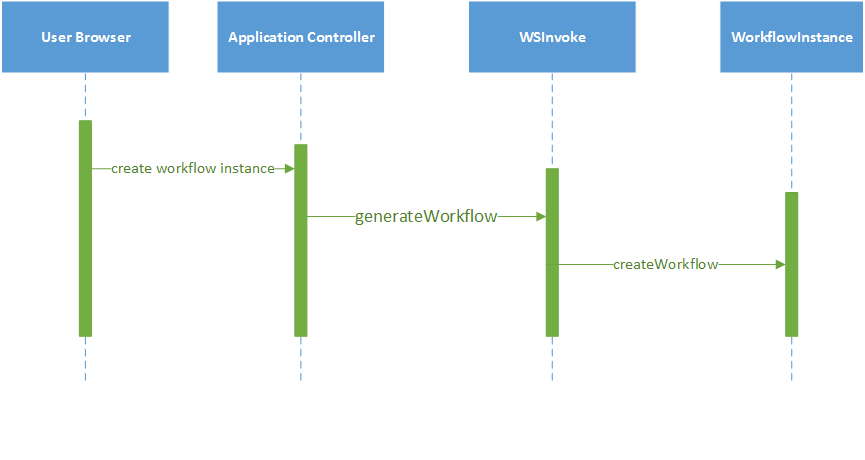 User Browser
Application Controller
WSInvoke
WorkflowInstance
create workflow instance
generateWorkflow
createWorkflow